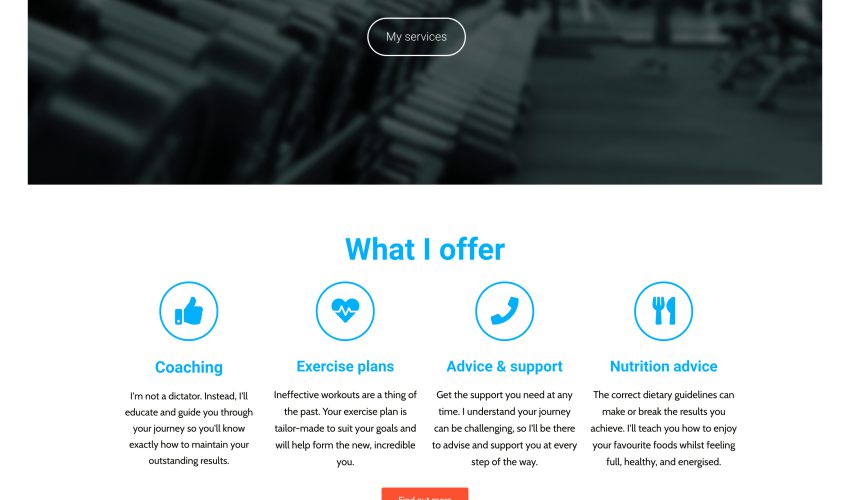 My services
What I offer
Coaching
I'm not a dictator. Instead, I'll
educate and guide you through
your journey so you'll know
exactly how to maintain your
outstanding results.
Exercise plans
Ineffective workouts are a thing of
the past. Your exercise plan is
tailor-made to suit your goals and
will help form the new, incredible
you.
Advice & support
Get the support you need at any
time. I understand your journey
can be challenging, so I'll be there
to advise and support you at every
step of the way.
Nutrition advice
The correct dietary guidelines can
make or break the results you
achieve. I'll teach you how to enjoy
your favourite foods whilst feeling
full, healthy, and energised.
Find out more